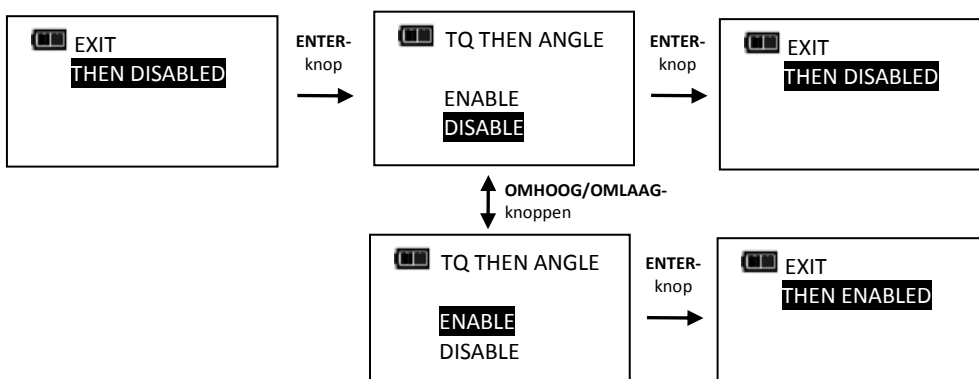 EXIT
THEN DISABLED
ENTER-
knop
TQ THEN ANGLE
ENABLE
DISABLE
ENTER-
knop
EXIT
THEN DISABLED
OMHOOG/OMLAAG-
knoppen
TQ THEN ANGLE
ENABLE
DISABLE
ENTER-
knop
EXIT
THEN ENABLED